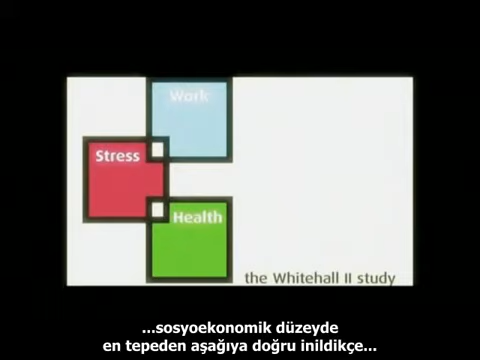 Work
Stress
Health
the Whitehall II study
...sosyoekonomik düzeyde
en tepeden aşağıya doğru inildikçe...